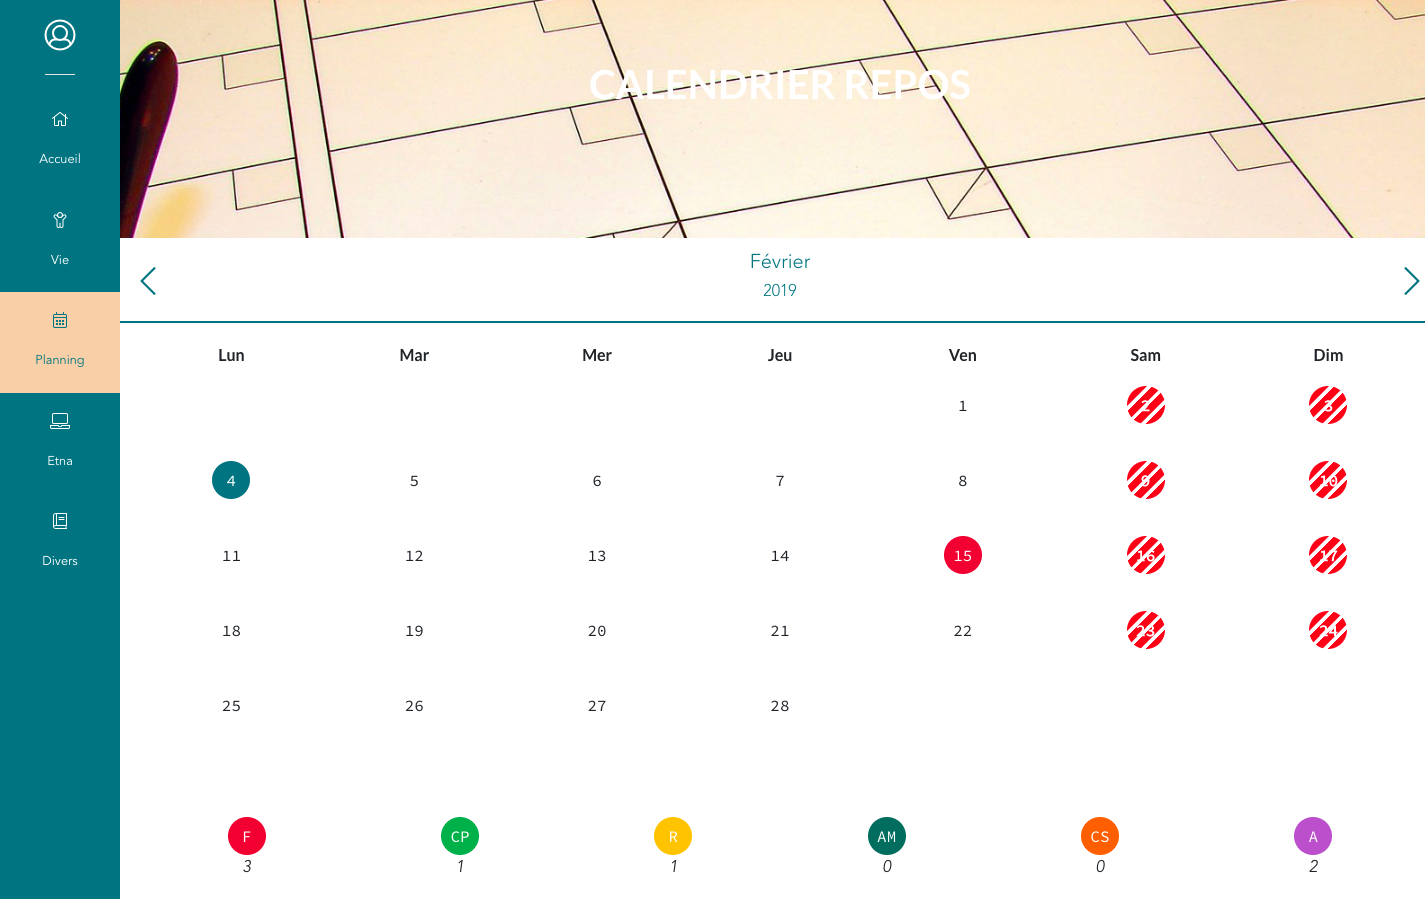 CALENDRIER REPOS
Accueil
Vie
Planning
Etna
Divers
Février
2019
Lun Mar Mer Jeu Ven Sam Dim
1 2 3
4 5 6 7 8 9 10
11 12 13 14 15 16 17
18 19 20 21 22 23 24
25 26 27 28
F CP R AM CS A
3 1 1 0 0 2